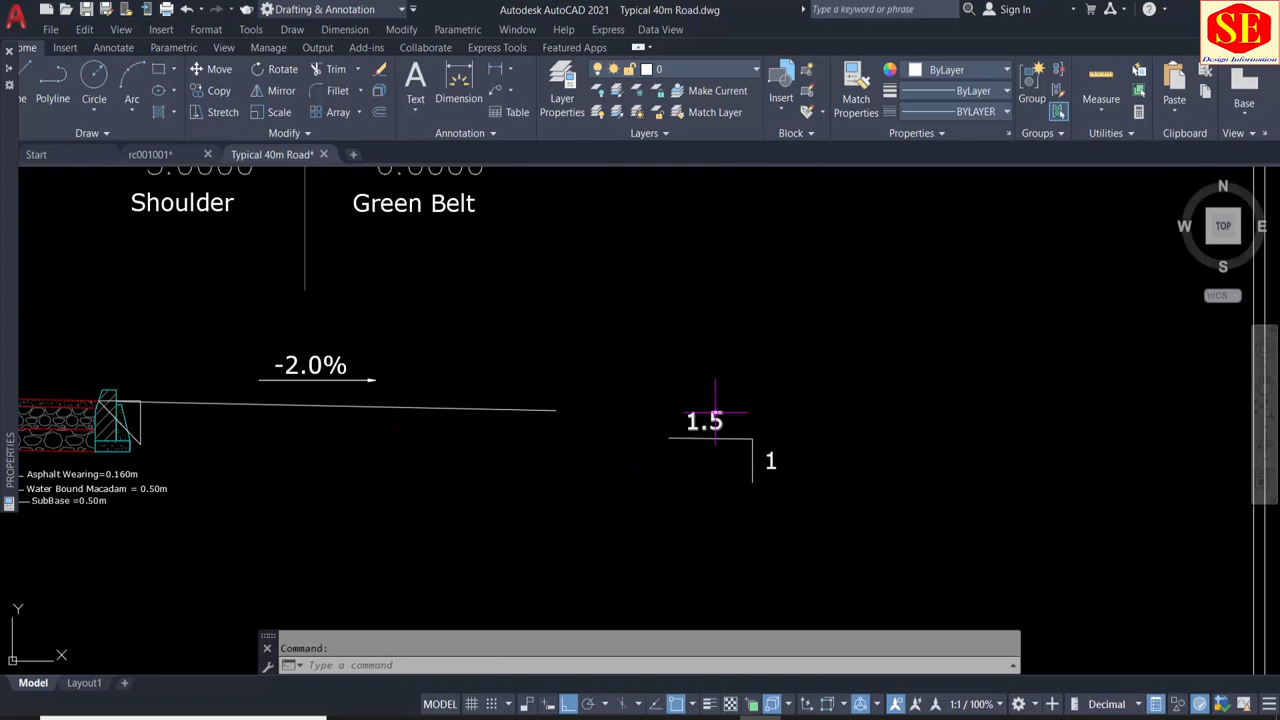 Drafting & Annotation
Autodesk AutoCAD 2021 Typical 40m Road.dwg
Type a keyword or phrase
Sign In
SE
Design Information
File Edit View Insert Format Tools Draw Dimension Modify Parametric Window Help Express Data View
ome Insert Annotate Parametric View Manage Output Add-ins Collaborate Express Tools Featured Apps
Polyline Circle Arc
Move Rotate Trim
Copy Mirror Fillet
Stretch Scale Array
Text Dimension Table
Layer Properties
0
Make Current
Match Layer
Insert
Match Properties
ByLayer
ByLayer
BYLAYER
Group Measure Paste Base
Draw Modify Annotation Layers Block Properties Groups Utilities Clipboard View
Start rc001001* Typical 40m Road*
Shoulder Green Belt
N
W TOP E
S
WCS
-2.0%
1.5
1
Asphalt Wearing=0.160m
Water Bound Macadam = 0.50m
SubBase =0.50m
PROPERTIES
Y
X
Command:
Type a command
Model Layout1
MODEL 1:1 / 100% Decimal